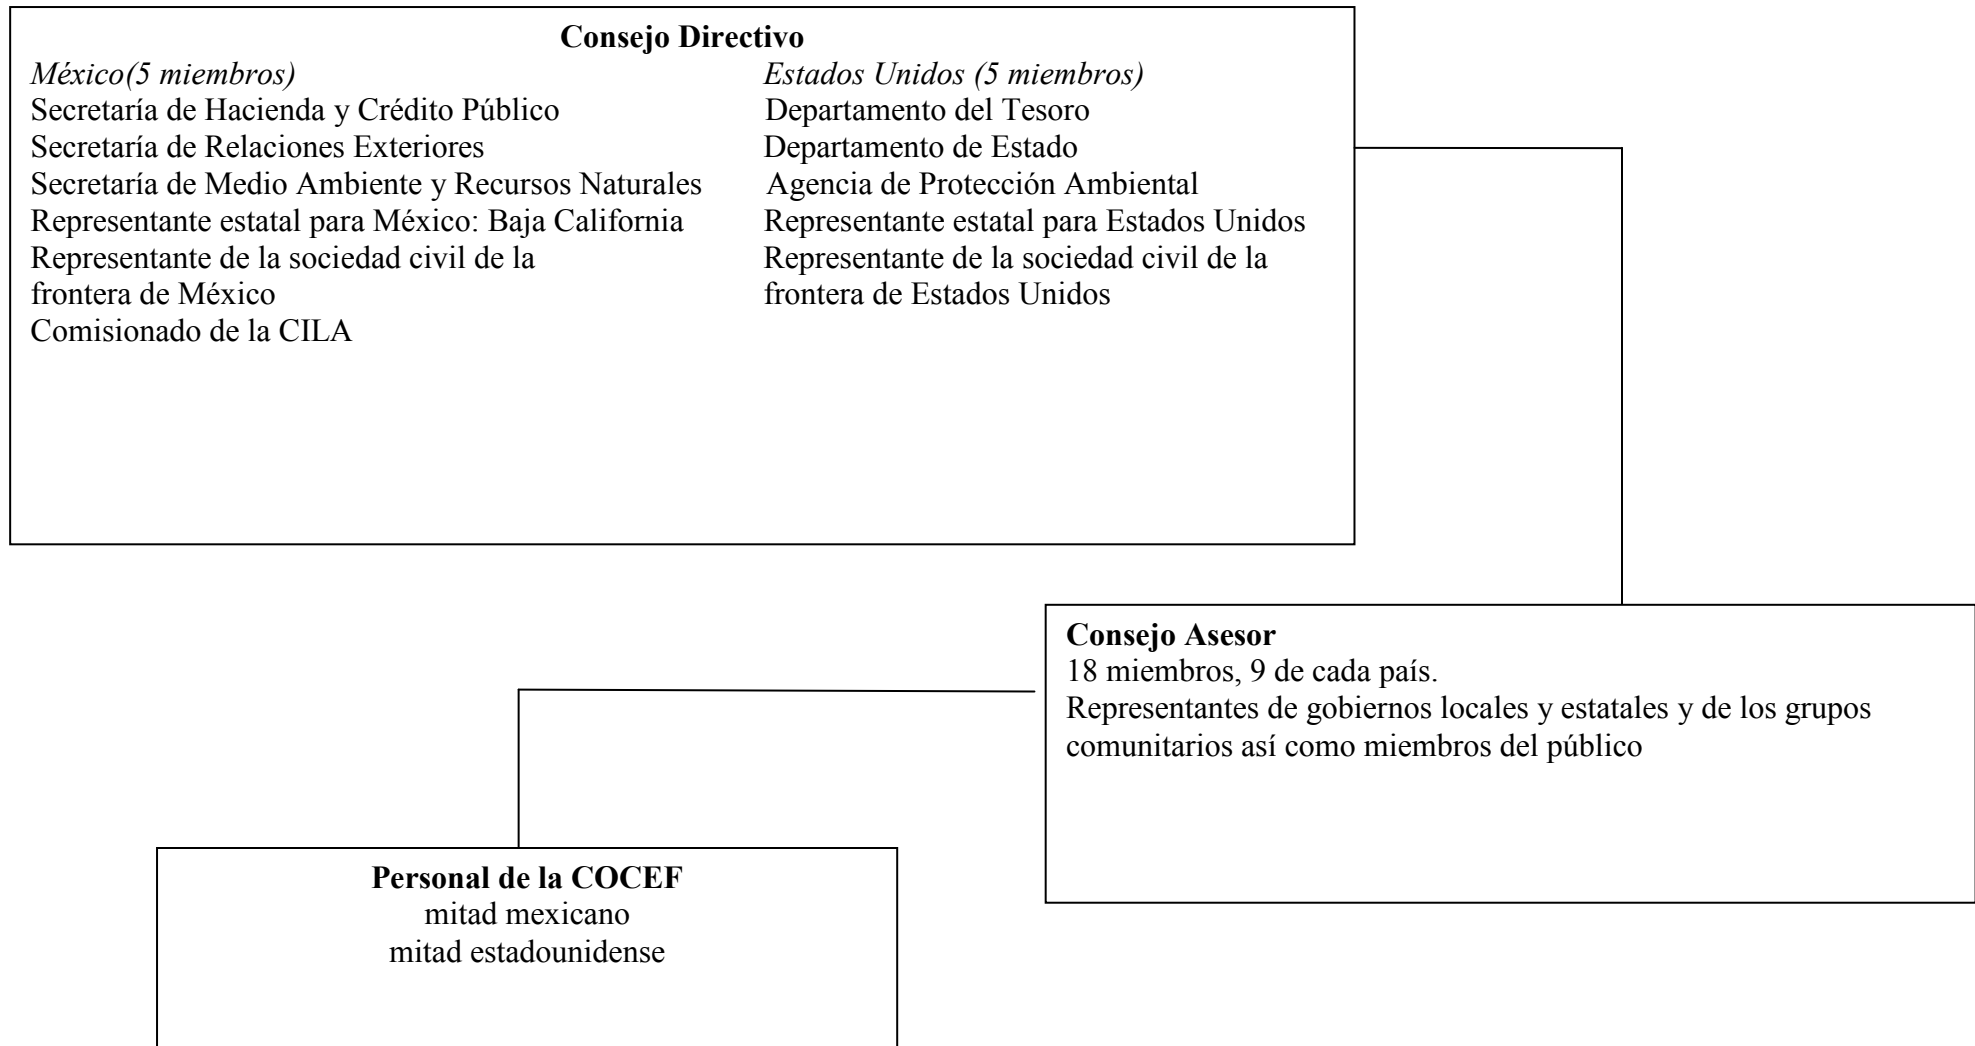 Consejo Directivo
México(5 miembros)
Secretaría de Hacienda y Crédito Público
Secretaría de Relaciones Exteriores
Secretaría de Medio Ambiente y Recursos Naturales
Representante estatal para México: Baja California
Representante de la sociedad civil de la
frontera de México
Comisionado de la CILA
Estados Unidos (5 miembros)
Departamento del Tesoro
Departamento de Estado
Agencia de Protección Ambiental
Representante estatal para Estados Unidos
Representante de la sociedad civil de la
frontera de Estados Unidos
Consejo Asesor
18 miembros, 9 de cada país.
Representantes de gobiernos locales y estatales y de los grupos
comunitarios así como miembros del público
Personal de la COCEF
mitad mexicano
mitad estadounidense